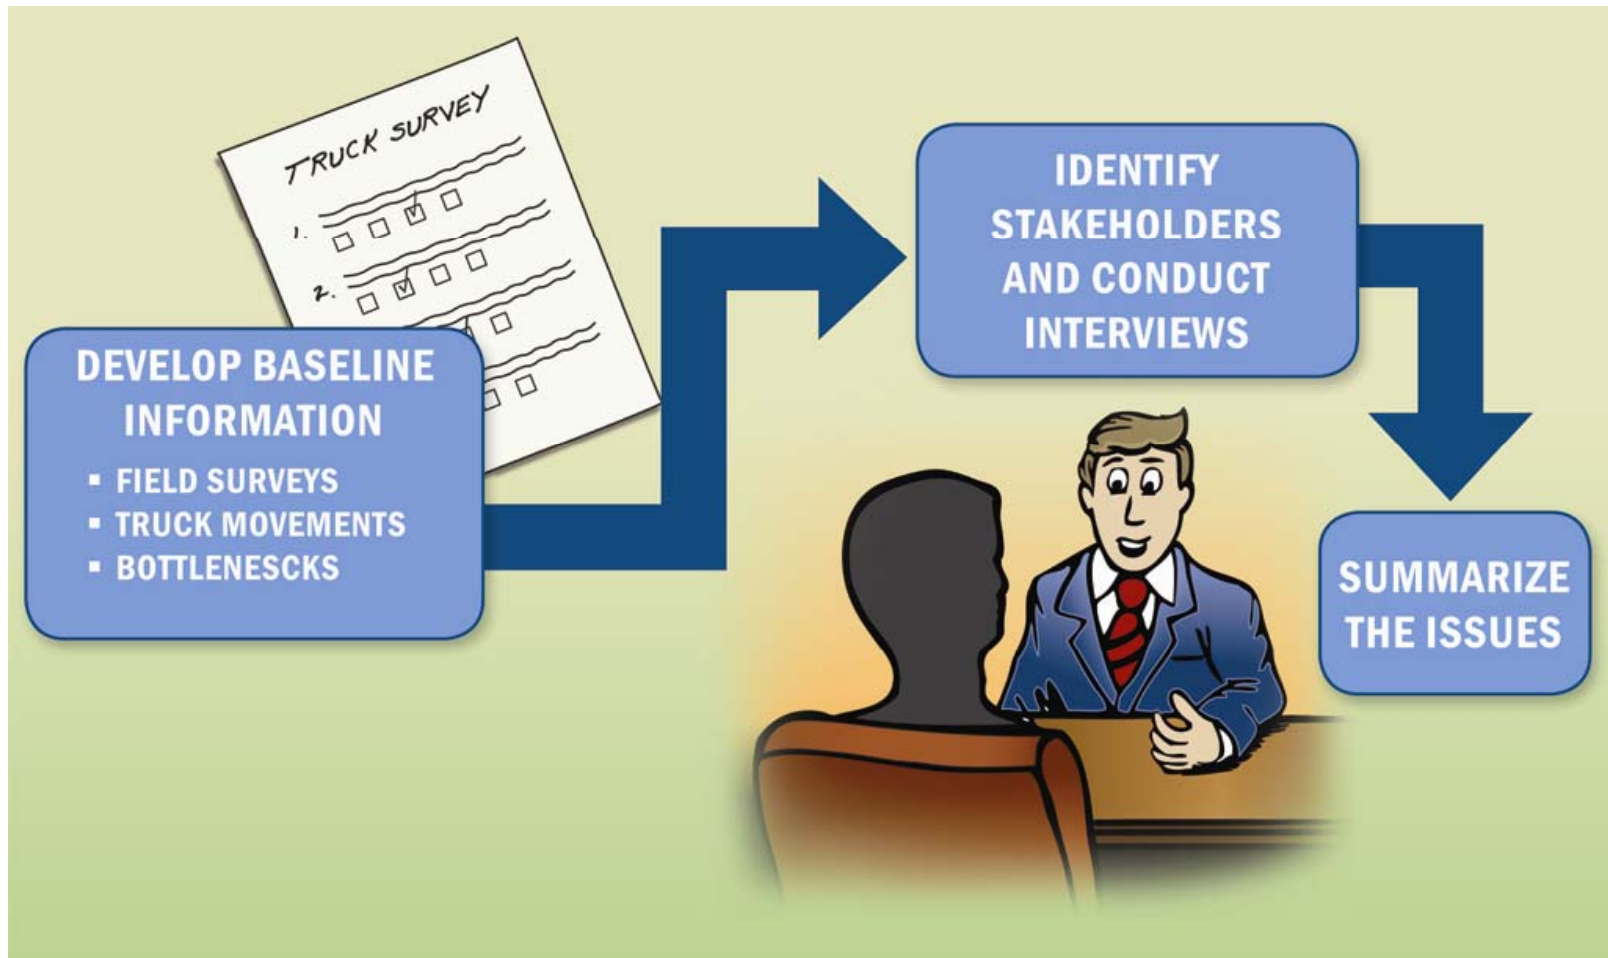 TRUCK SURVEY
1.
2.
DEVELOP BASELINE
INFORMATION
▪ FIELD SURVEYS
▪ TRUCK MOVEMENTS
▪ BOTTLENESCKS
IDENTIFY
STAKEHOLDERS
AND CONDUCT
INTERVIEWS
SUMMARIZE
THE ISSUES